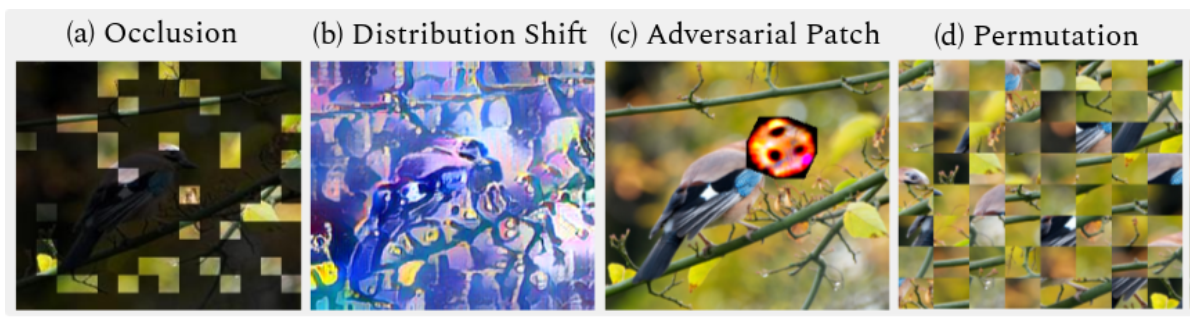 (a) Occlusion (b) Distribution Shift (c) Adversarial Patch (d) Permutation